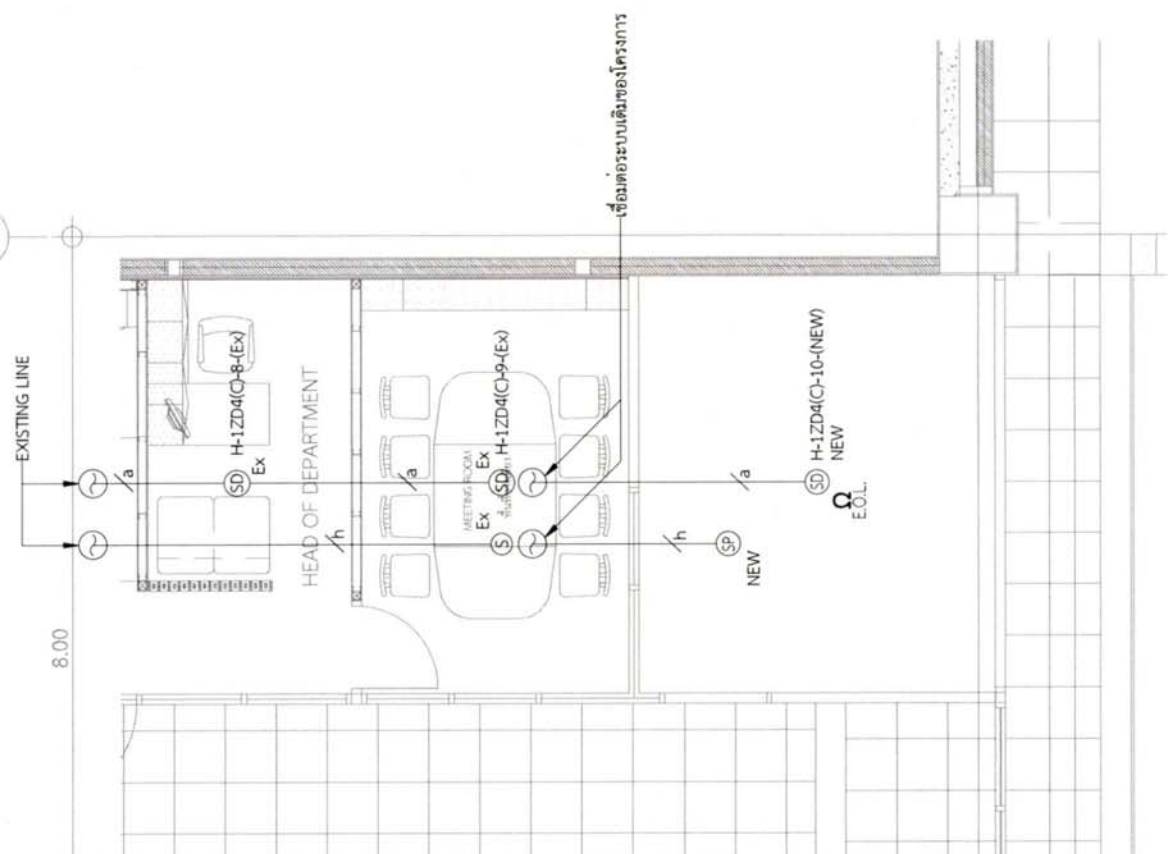 EXISTING LINE
8.00
a
H-1ZD4(C)-8-(Ex)
SD
Ex
HEAD OF DEPARTMENT
h
a
H-1ZD4(C)-9-(Ex)
SD
Ex
MEETING ROOM
S
Ex
เชื่อมต่อระบบเดิมของโครงการ
a
h
H-1ZD4(C)-10-(NEW)
SD
NEW
Ω
E.O.L.
SP
NEW